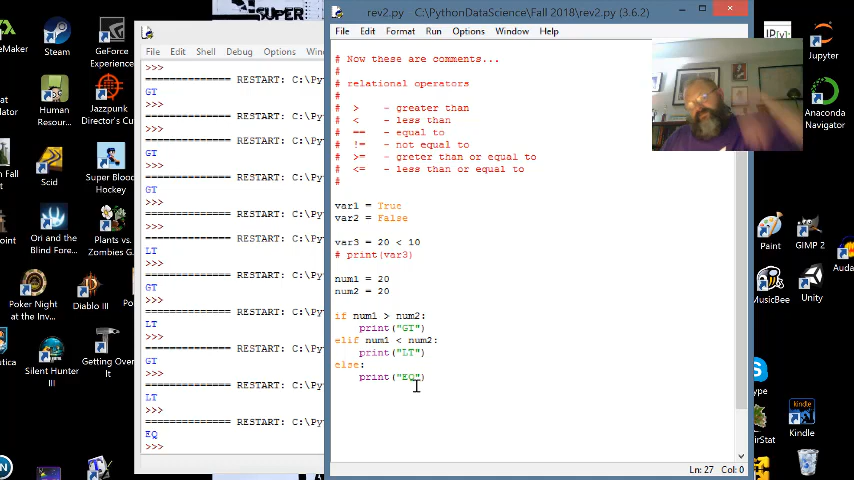 SUPER
Steam
GeForce
Experience
Human
Resour...
Jazzpunk
Director's Cu
Scid
Super Blood
Hockey
Ori and the
Blind Fore...
Plants vs.
Zombies G
Poker Night
at the Inv...
Diablo III
Silent Hunter
III
Getting Over
It
File Edit Shell Debug Options
>>>
=============== RESTART: C:\Py
GT
>>>
=============== RESTART: C:\Py
>>>
=============== RESTART: C:\Py
GT
>>>
=============== RESTART: C:\Py
GT
>>>
=============== RESTART: C:\Py
LT
>>>
=============== RESTART: C:\Py
GT
>>>
=============== RESTART: C:\Py
LT
>>>
=============== RESTART: C:\Py
GT
>>>
=============== RESTART: C:\Py
LT
>>>
=============== RESTART: C:\Py
EQ
>>>
rev2.py C:\PythonDataScience\Fall 2018\rev2.py (3.6.2)
File Edit Format Run Options Window Help
# Now these are comments...
#
# relational operators
#
# > - greater than
# < - less than
# == - equal to
# != - not equal to
# >= - greter than or equal to
# <= - less than or equal to
#
var1 = True
var2 = False
var3 = 20 < 10
# print(var3)
num1 = 20
num2 = 20
if num1 > num2:
print("GT")
elif num1 < num2:
print("LT")
else:
print("EQ")
Ln: 27 Col: 0
Jupyter
Anaconda
Navigator
Paint
GIMP 2
MusicBee
Unity
Kindle